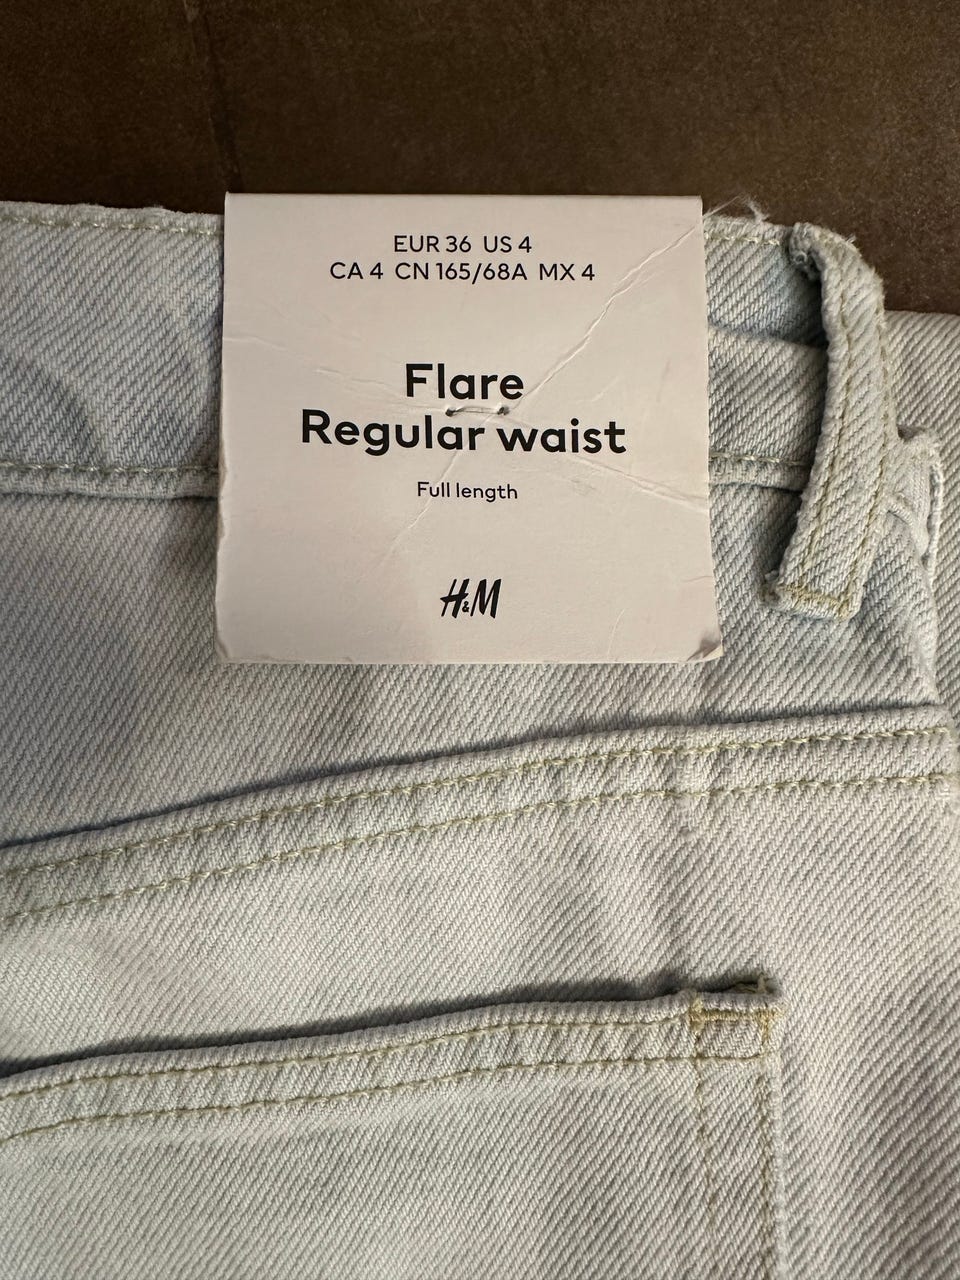 EUR 36 US 4
CA 4 CN 165/68A MX 4
Flare
Regular waist
Full length
H&M